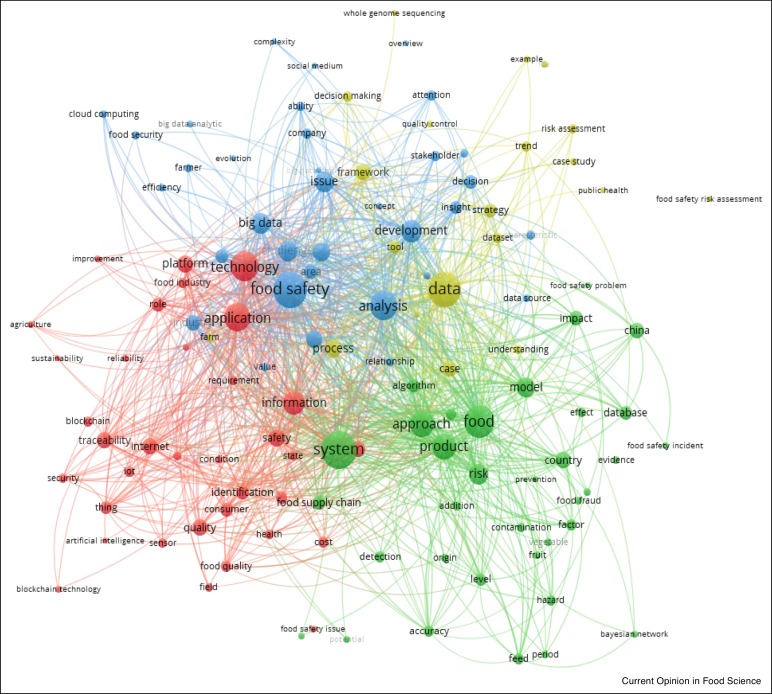 whole genome sequencing
complexity
overview
social medium
example
decision making
attention
ability
cloud computing
big data analytic
quality control
food security
company
risk assessment
trend
evolution
stakeholder
case study
farmer
framework
issue
decision
efficiency
public health
food safety risk assessment
concept
insight
strategy
big data
development
dataset
tool
improvement
platform
technology
area
food industry
food safety
data
food safety problem
data source
role
analysis
application
impact
agriculture
china
farm
process
understanding
sustainability
reliability
value
relationship
case
requirement
algorithm
model
information
blockchain
approach
food
effect
database
traceability
internet
safety
system
product
food safety incident
state
condition
country
evidence
iot
risk
security
prevention
identification
food supply chain
food fraud
thing
consumer
addition
quality
contamination
factor
health
artificial intelligence
sensor
cost
vegetable
fruit
detection
origin
food quality
level
blockchain technology
field
hazard
food safety issue
potential
accuracy
bayesian network
feed
period
Current Opinion in Food Science